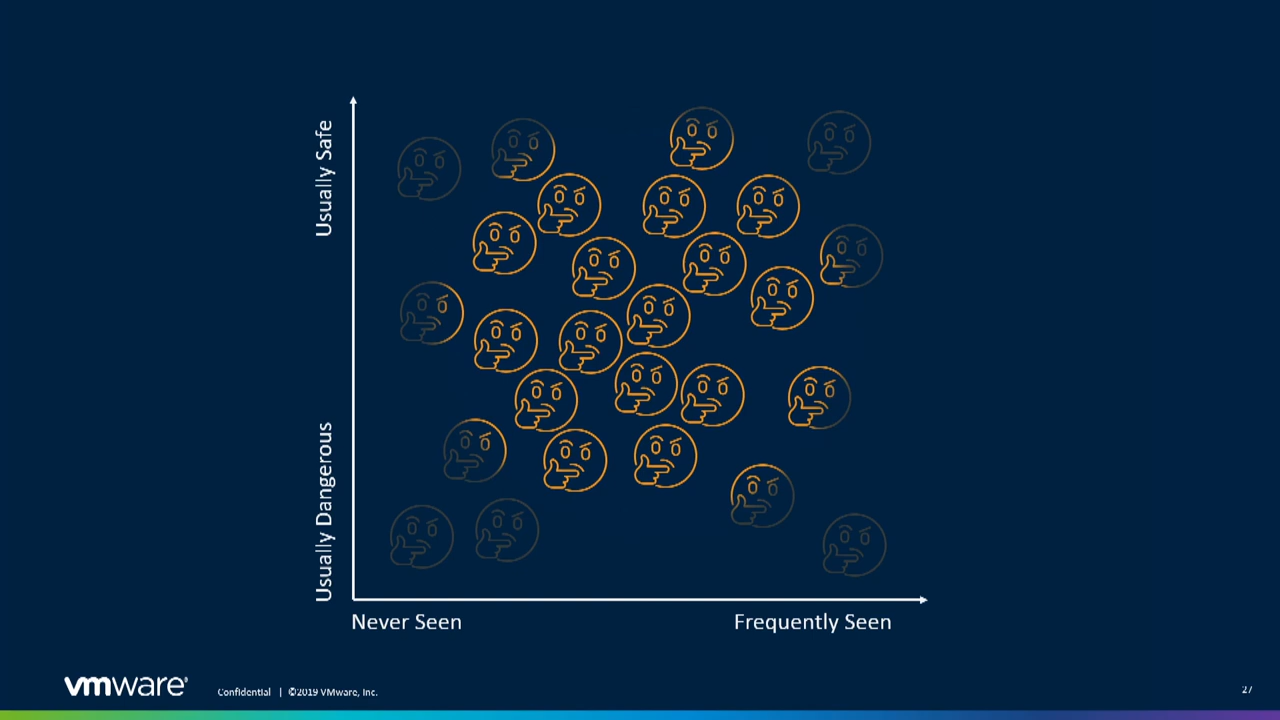 Usually Safe
Usually Dangerous
Never Seen
Frequently Seen
vmware®
Confidential | ©2019 VMware, Inc.
27